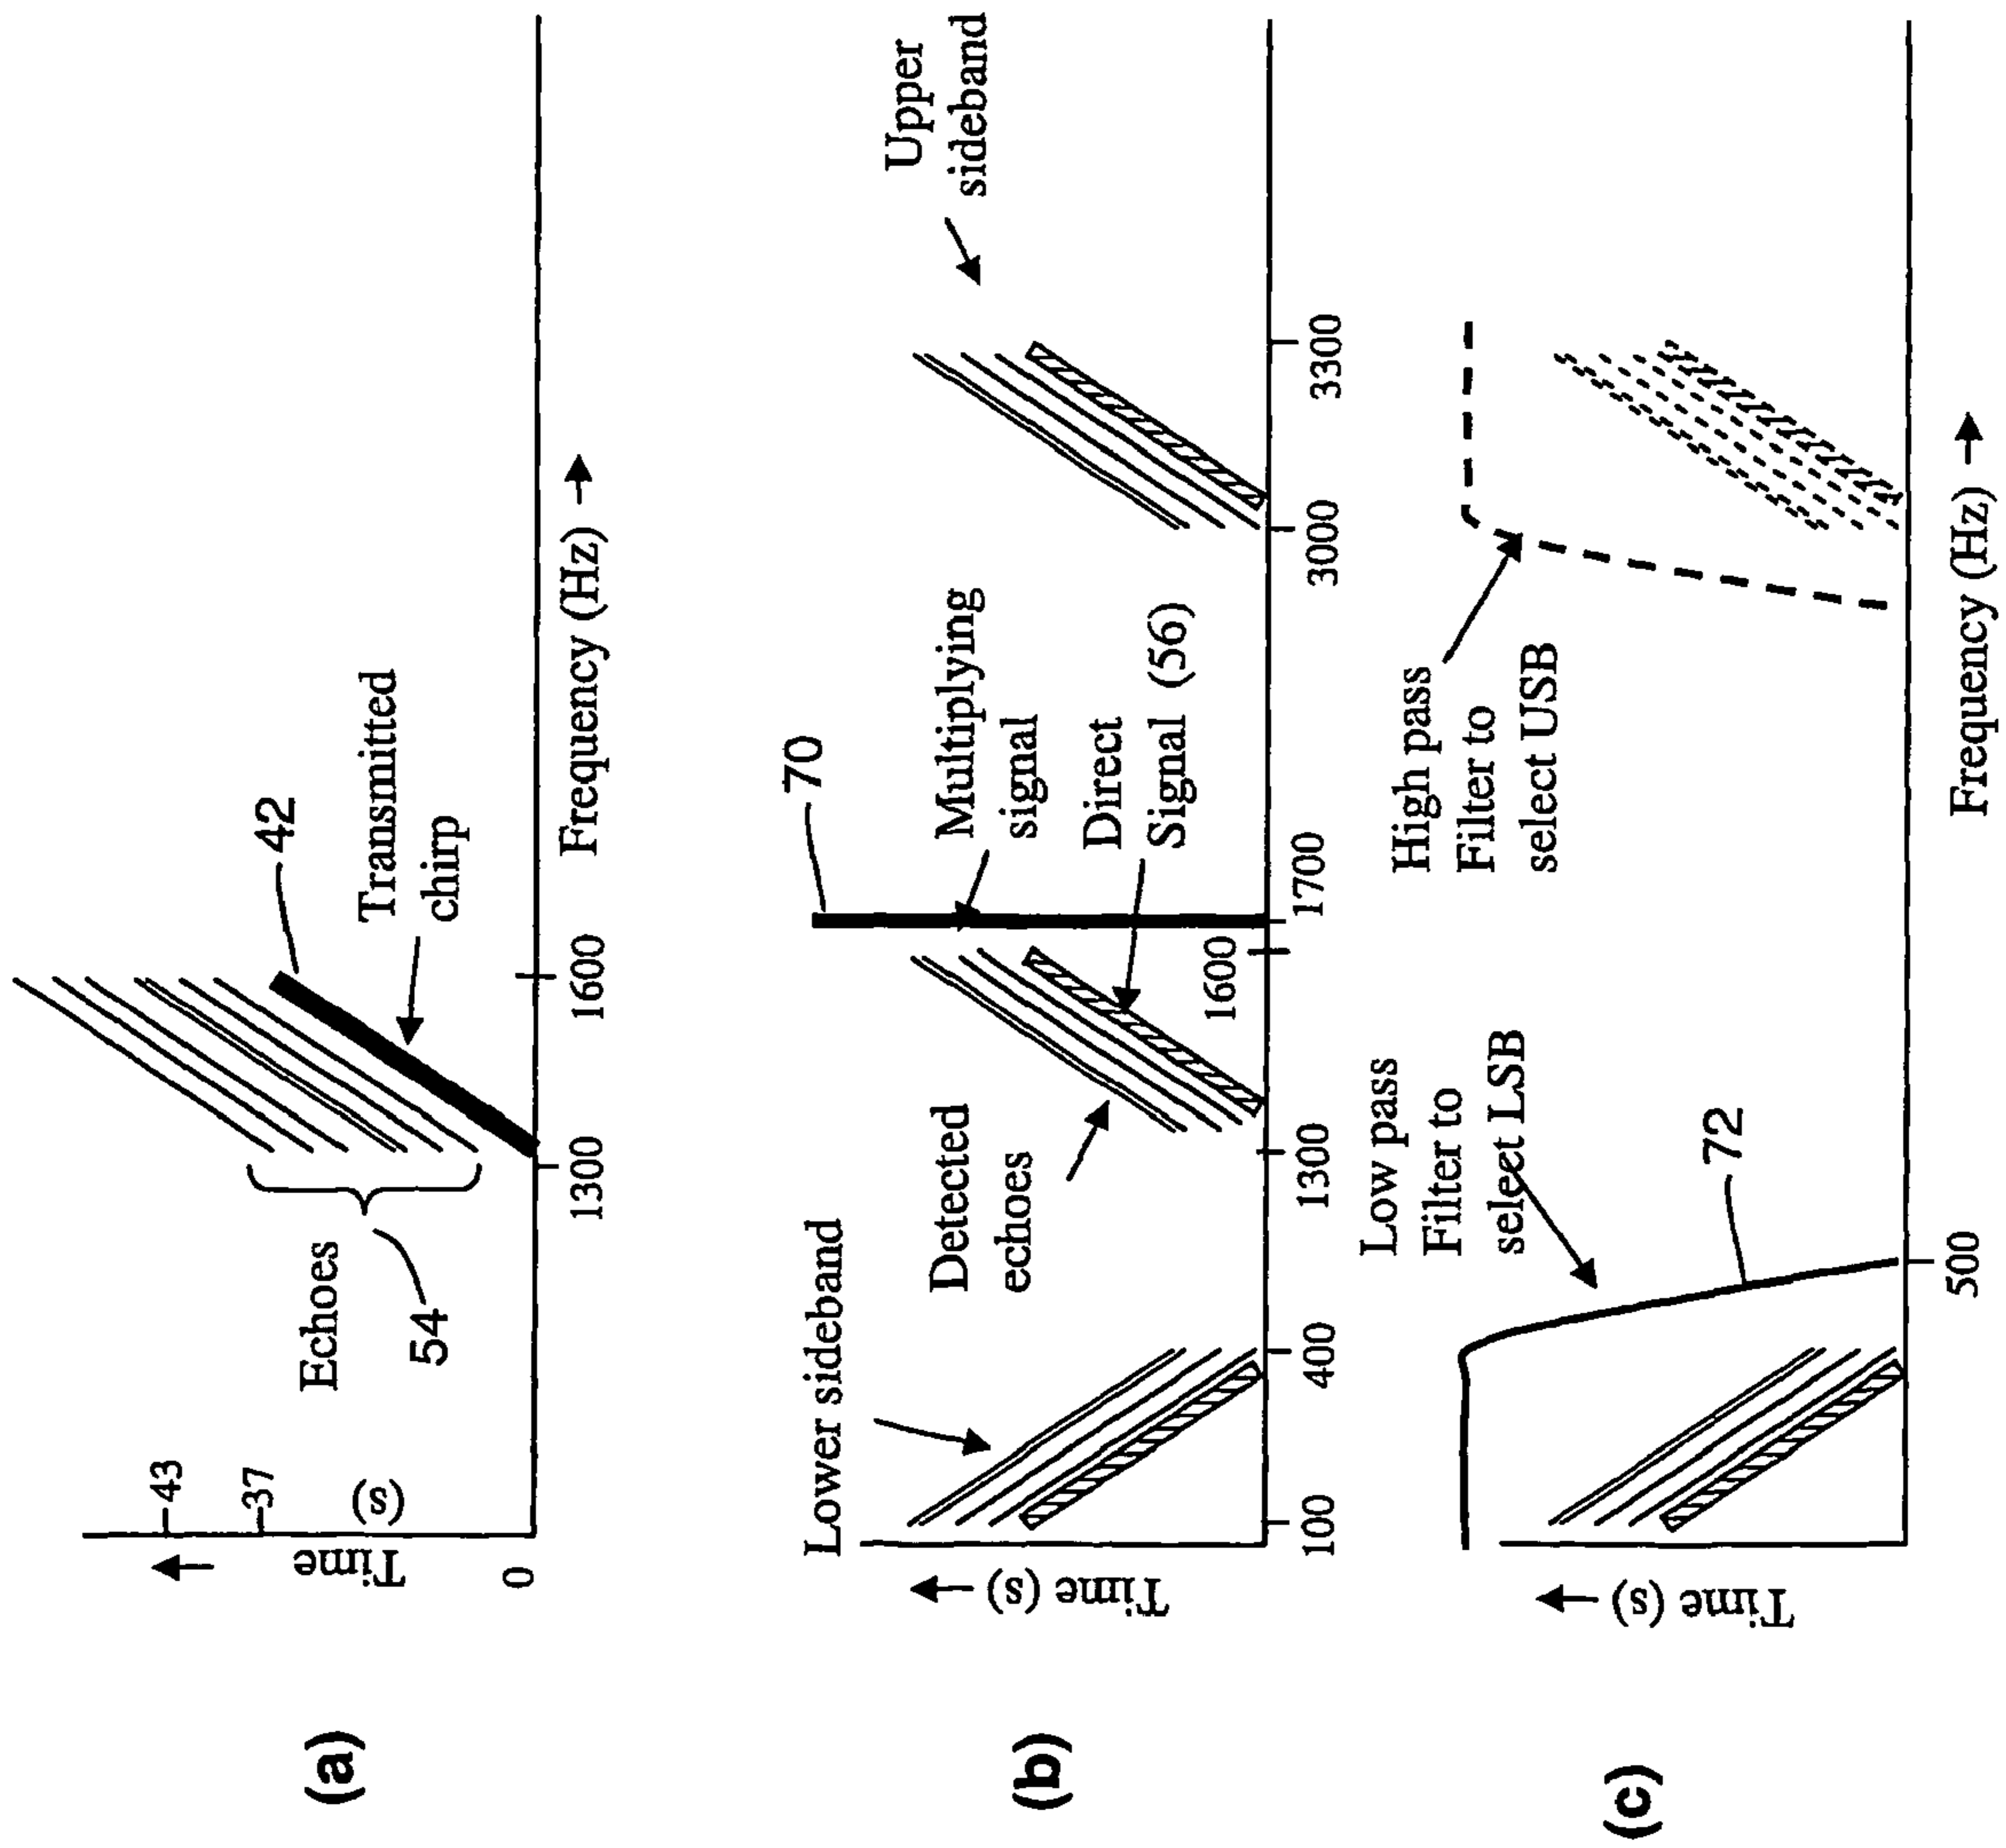 (a)
Time
(s)
43
37
0
Echoes
54
42
Transmitted
chirp
1300
1600
Frequency (Hz)
(b)
Time (s)
Lower sideband
Detected
echoes
70
Multiplying
signal
Direct
Signal (56)
Upper
sideband
100
400
1300
1600
1700
3000
3300
(c)
Time (s)
Low pass
Filter to
select LSB
72
High pass
Filter to
select USB
500
Frequency (Hz)